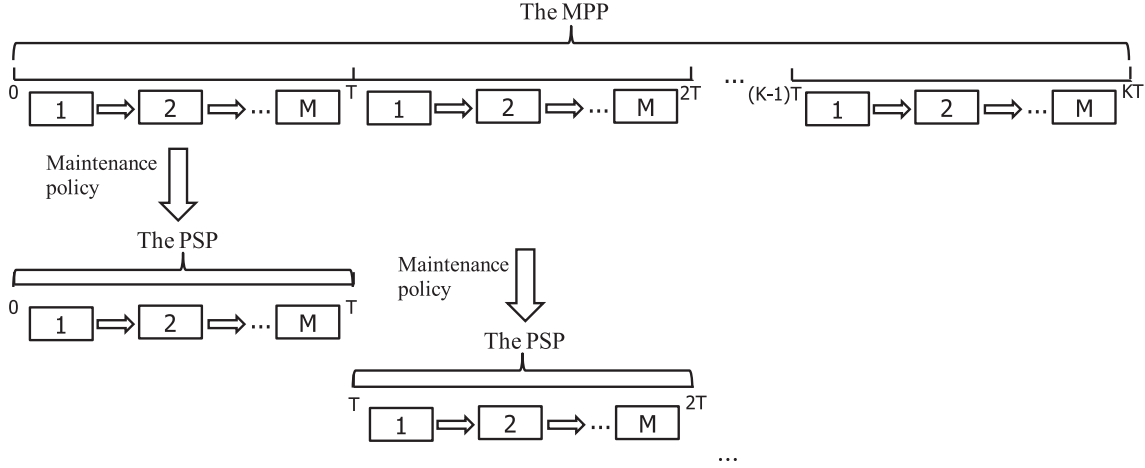 The MPP
0 T 2T ... (K-1)T KT
1 2 ... M 1 2 ... M 1 2 ... M
Maintenance
policy
The PSP
0 T
1 2 ... M
Maintenance
policy
The PSP
T 2T
1 2 ... M
...